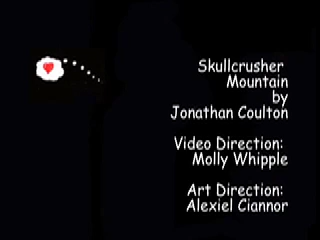 Skullcrusher
Mountain
by
Jonathan Coulton
Video Direction:
Molly Whipple
Art Direction:
Alexiel Ciannor